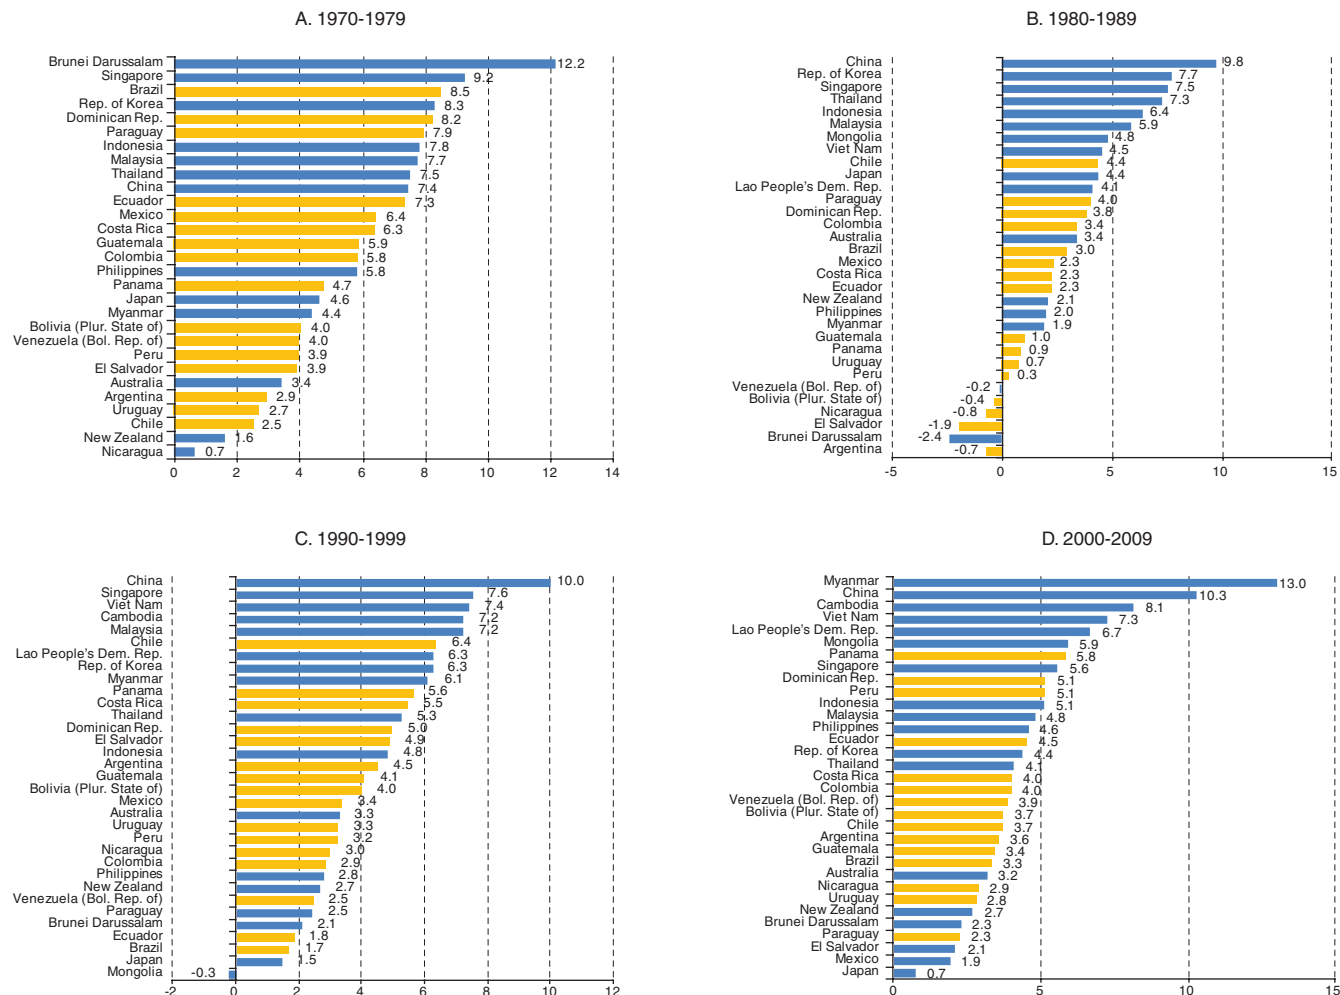 A. 1970-1979
Brunei Darussalam 12.2
Singapore 9.2
Brazil 8.5
Rep. of Korea 8.3
Dominican Rep. 8.2
Paraguay 7.9
Indonesia 7.8
Malaysia 7.7
Thailand 7.5
China 7.4
Ecuador 7.3
Mexico 6.4
Costa Rica 6.3
Guatemala 5.9
Colombia 5.8
Philippines 5.8
Panama 4.7
Japan 4.6
Myanmar 4.4
Bolivia (Plur. State of) 4.0
Venezuela (Bol. Rep. of) 4.0
Peru 3.9
El Salvador 3.9
Australia 3.4
Argentina 2.9
Uruguay 2.7
Chile 2.5
New Zealand 1.6
Nicaragua 0.7
0 2 4 6 8 10 12 14
B. 1980-1989
China 9.8
Rep. of Korea 7.7
Singapore 7.5
Thailand 7.3
Indonesia 6.4
Malaysia 5.9
Mongolia 4.8
Viet Nam 4.5
Chile 4.4
Japan 4.4
Lao People's Dem. Rep. 4.1
Paraguay 4.0
Dominican Rep. 3.8
Colombia 3.4
Australia 3.4
Brazil 3.0
Mexico 2.3
Costa Rica 2.3
Ecuador 2.3
New Zealand 2.1
Philippines 2.0
Myanmar 1.9
Guatemala 1.0
Panama 0.9
Uruguay 0.7
Peru 0.3
Venezuela (Bol. Rep. of) -0.2
Bolivia (Plur. State of) -0.4
Nicaragua -0.8
El Salvador -1.9
Brunei Darussalam -2.4
Argentina -0.7
-5 0 5 10 15
C. 1990-1999
China 10.0
Singapore 7.6
Viet Nam 7.4
Cambodia 7.2
Malaysia 7.2
Chile 6.4
Lao People's Dem. Rep. 6.3
Rep. of Korea 6.3
Myanmar 6.1
Panama 5.6
Costa Rica 5.5
Thailand 5.3
Dominican Rep. 5.0
El Salvador 4.9
Indonesia 4.8
Argentina 4.5
Guatemala 4.1
Bolivia (Plur. State of) 4.0
Mexico 3.4
Australia 3.3
Uruguay 3.3
Peru 3.2
Nicaragua 3.0
Colombia 2.9
Philippines 2.8
New Zealand 2.7
Venezuela (Bol. Rep. of) 2.5
Paraguay 2.5
Brunei Darussalam 2.1
Ecuador 1.8
Brazil 1.7
Japan 1.5
Mongolia -0.3
-2 0 2 4 6 8 10 12
D. 2000-2009
Myanmar 13.0
China 10.3
Cambodia 8.1
Viet Nam 7.3
Lao People's Dem. Rep. 6.7
Mongolia 5.9
Panama 5.8
Singapore 5.6
Dominican Rep. 5.1
Peru 5.1
Indonesia 5.1
Malaysia 4.8
Philippines 4.6
Ecuador 4.5
Rep. of Korea 4.4
Thailand 4.1
Costa Rica 4.0
Colombia 4.0
Venezuela (Bol. Rep. of) 3.9
Bolivia (Plur. State of) 3.7
Chile 3.7
Argentina 3.6
Guatemala 3.4
Brazil 3.3
Australia 3.2
Nicaragua 2.9
Uruguay 2.8
New Zealand 2.7
Brunei Darussalam 2.3
Paraguay 2.3
El Salvador 2.1
Mexico 1.9
Japan 0.7
0 5 10 15